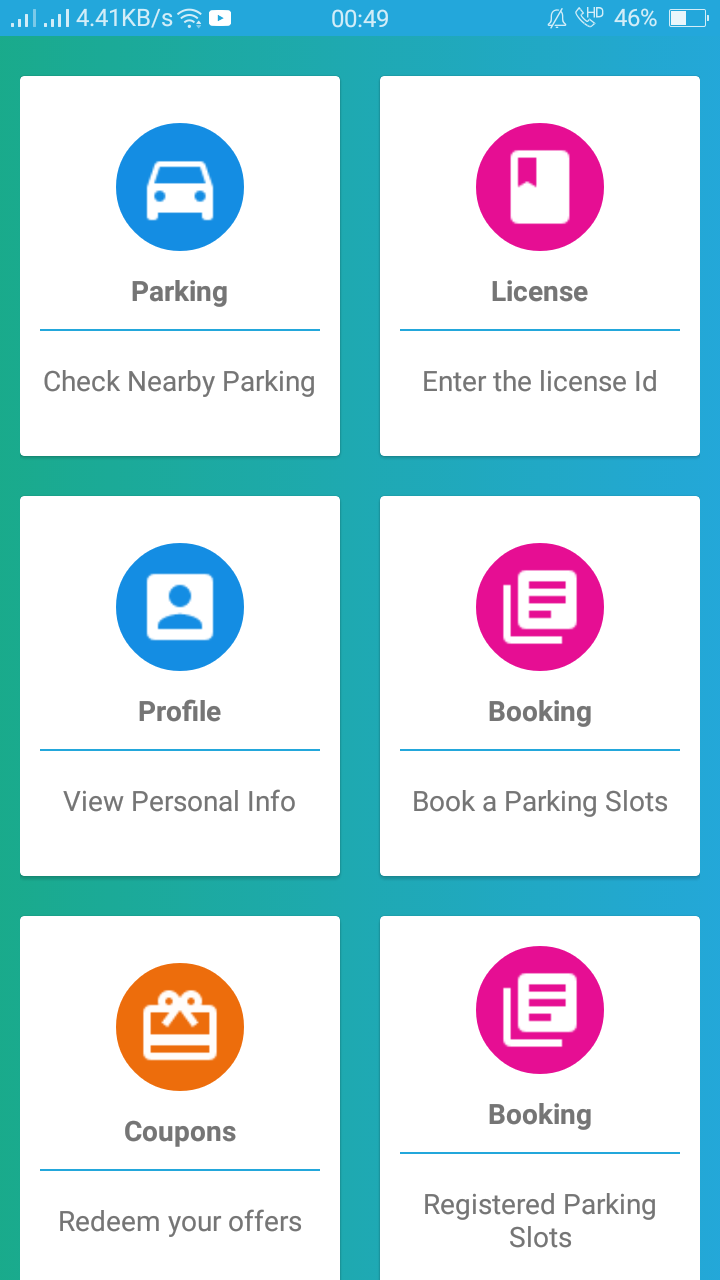 4.41KB/s 00:49 HD 46%
Parking
Check Nearby Parking
License
Enter the license Id
Profile
View Personal Info
Booking
Book a Parking Slots
Coupons
Redeem your offers
Booking
Registered Parking
Slots